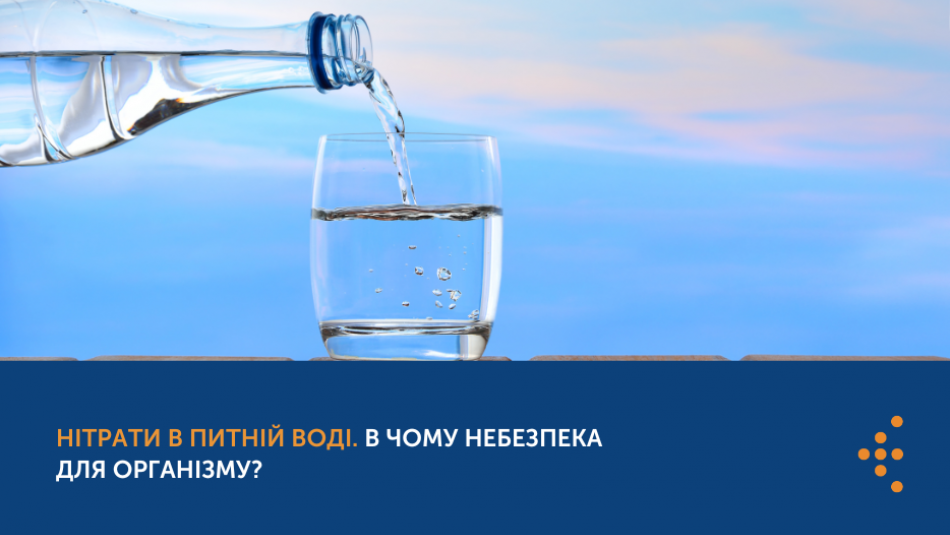 НІТРАТИ В ПИТНІЙ ВОДІ. В ЧОМУ НЕБЕЗПЕКА
ДЛЯ ОРГАНІЗМУ?